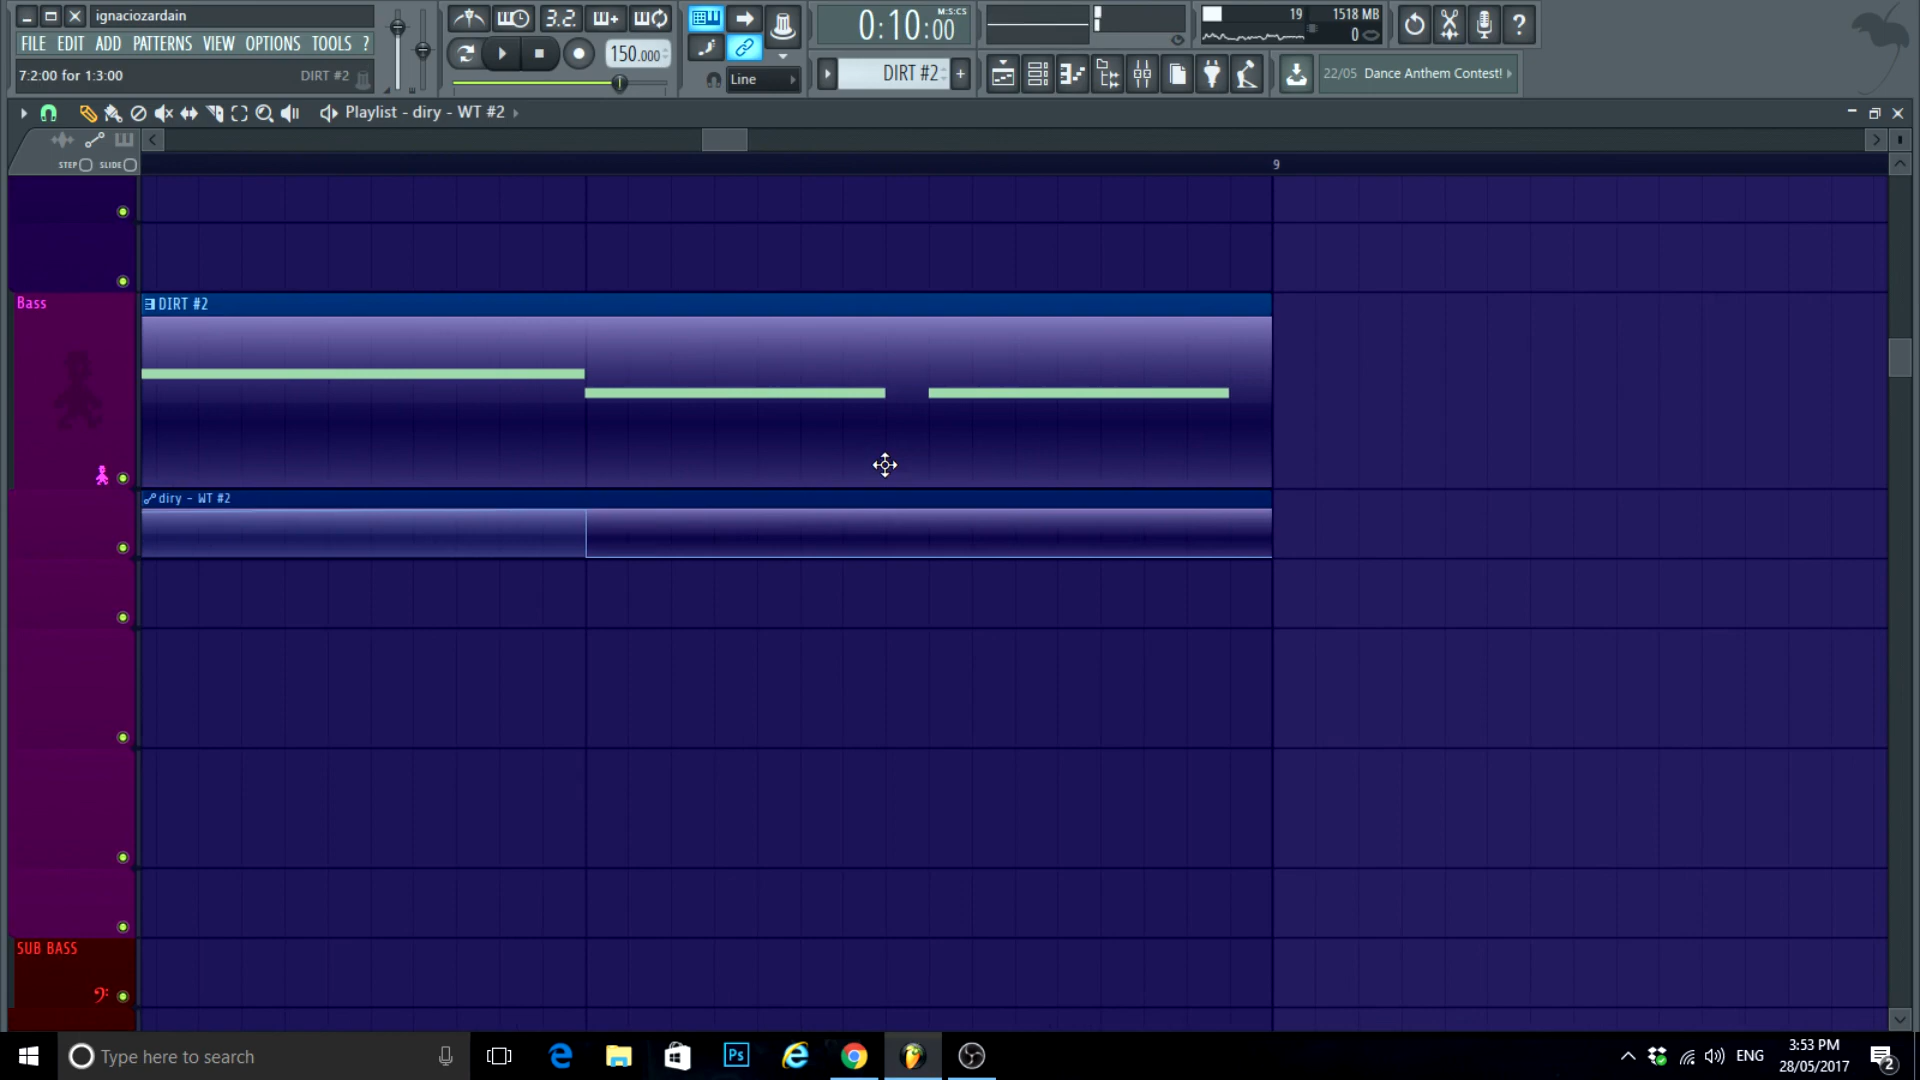 ignaciozardain
FILE EDIT ADD PATTERNS VIEW OPTIONS TOOLS ?
7:2:00 for 1:3:00 DIRT #2
3.2.
150.000
Line
0:10:00 M:S:CS
DIRT #2 +
19 1518 MB
0
?
22/05 Dance Anthem Contest!
Playlist - diry - WT #2
STEP SLIDE
9
Bass
DIRT #2
diry - WT #2
SUB BASS
Type here to search
Ps
ENG
3:53 PM
28/05/2017
2